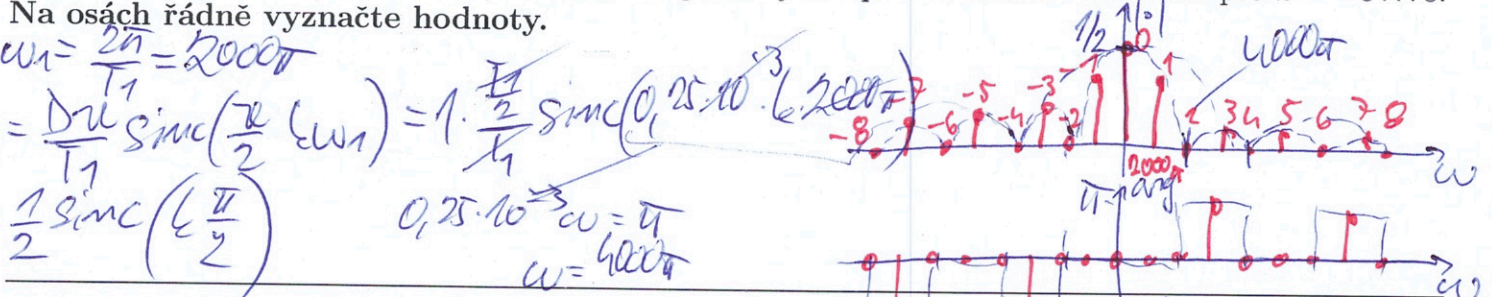 Na osách řádně vyznačte hodnoty.
ω1 = 2π/T1 = 2000π
= Dϑ/T1 sinc(ϑ/2 kω1) = 1 · (T1/2)/T1 sinc(0,25·10^-3 · k · 2000π)
1/2 sinc(k π/2)
0,25·10^-3 ω = π
ω = 4000π
1/2 |·| 4000π
0
-8 -7 -6 -5 -4 -3 -2 -1 1 2 3 4 5 6 7 8
2000π
ω
π arg
ω